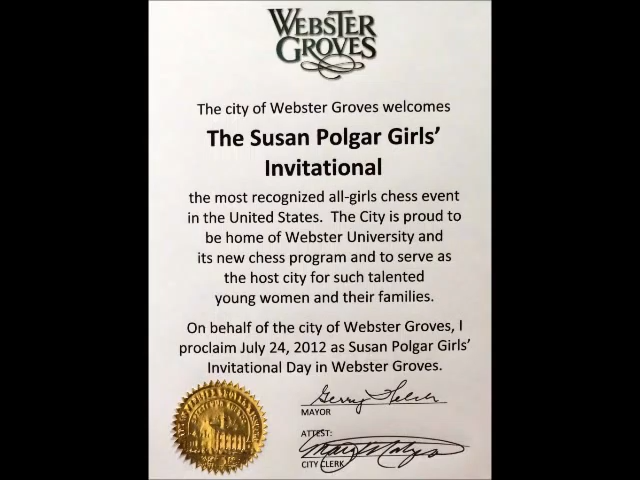 WEBSTER
GROVES
The city of Webster Groves welcomes
The Susan Polgar Girls’
Invitational
the most recognized all-girls chess event
in the United States.  The City is proud to
be home of Webster University and
its new chess program and to serve as
the host city for such talented
young women and their families.
On behalf of the city of Webster Groves, I
proclaim July 24, 2012 as Susan Polgar Girls’
Invitational Day in Webster Groves.
MAYOR
ATTEST:
CITY CLERK